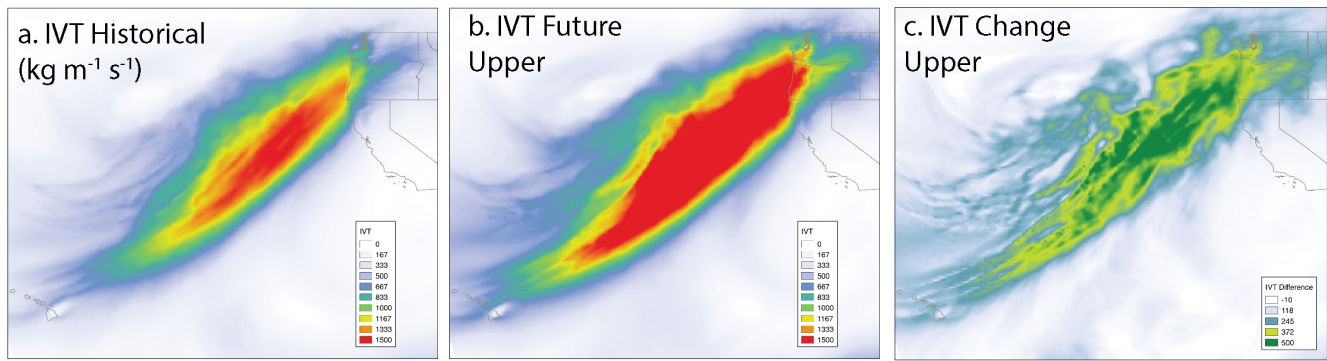 a. IVT Historical
(kg m⁻¹ s⁻¹)
IVT
0
167
333
500
667
833
1000
1167
1333
1500
b. IVT Future
Upper
IVT
0
167
333
500
667
833
1000
1167
1333
1500
c. IVT Change
Upper
IVT Difference
-10
118
245
372
500